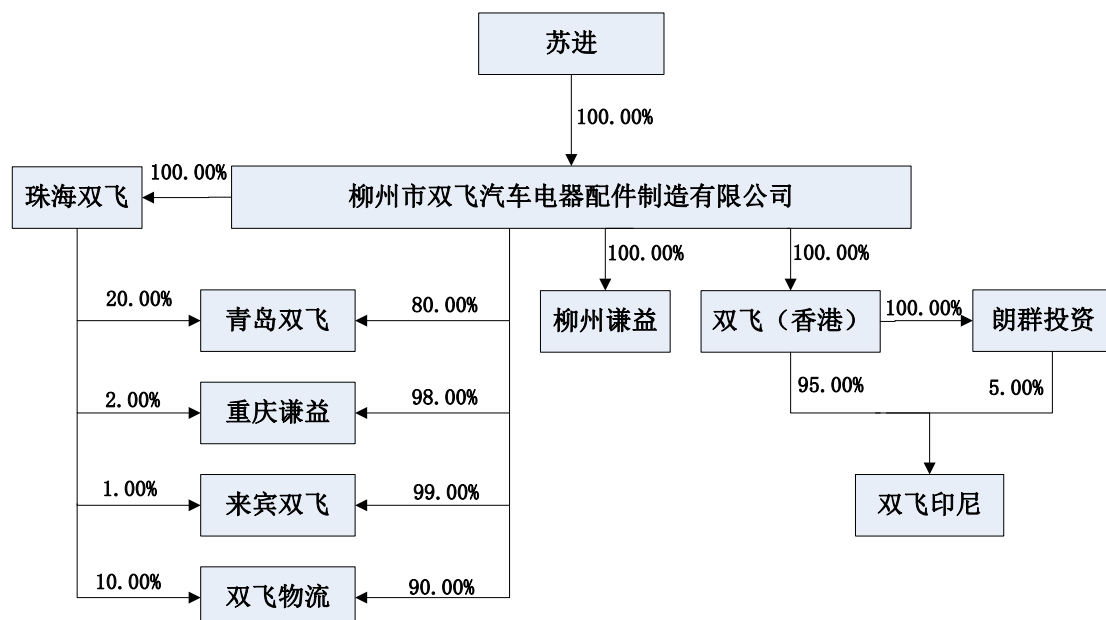 苏进
100.00%
100.00%
珠海双飞
柳州市双飞汽车电器配件制造有限公司
100.00%
100.00%
20.00%
青岛双飞
80.00%
柳州谦益
双飞（香港）
100.00%
朗群投资
2.00%
重庆谦益
98.00%
95.00%
5.00%
1.00%
来宾双飞
99.00%
双飞印尼
10.00%
双飞物流
90.00%